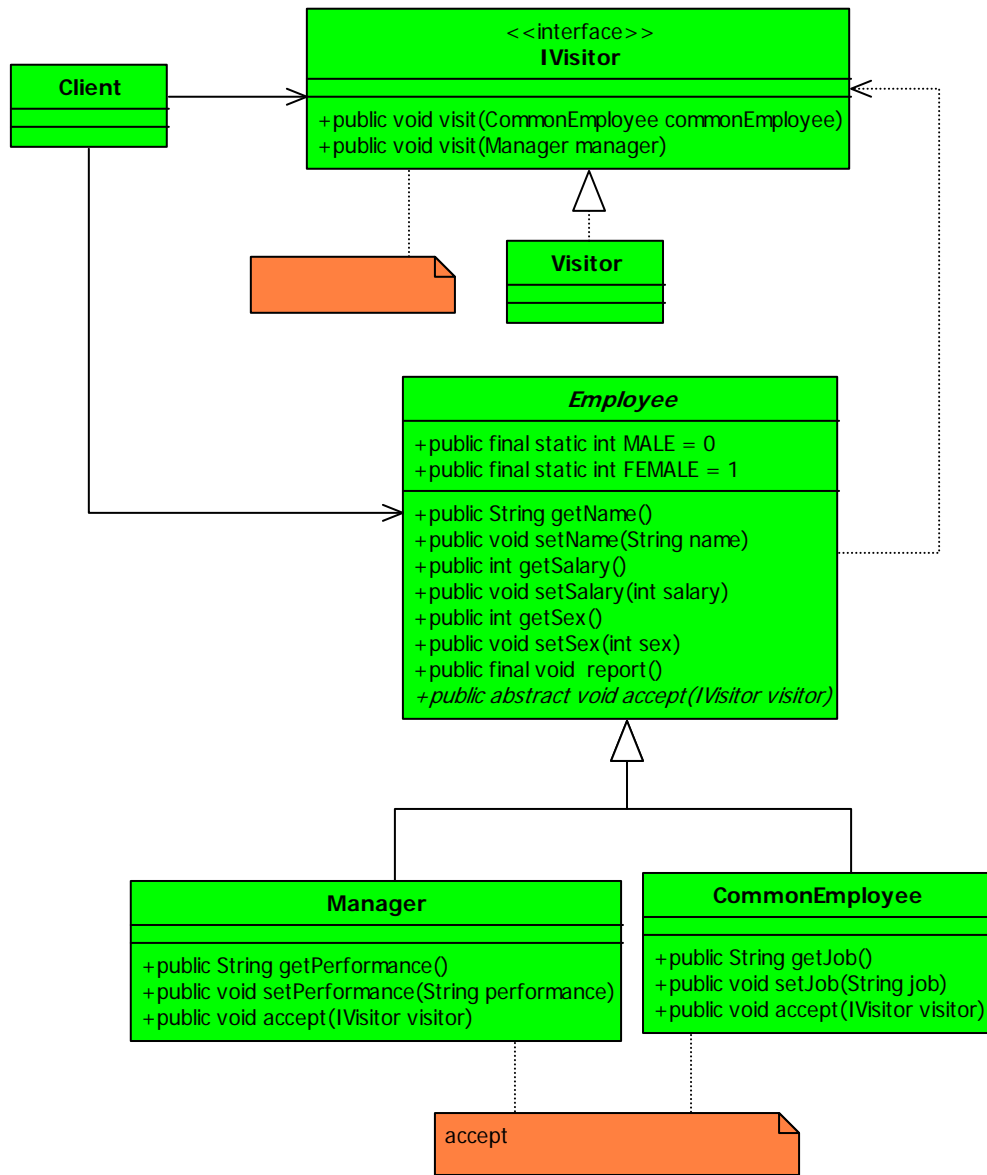 <<interface>>
IVisitor
Client
+public void visit(CommonEmployee commonEmployee)
+public void visit(Manager manager)
Visitor
Employee
+public final static int MALE = 0
+public final static int FEMALE = 1
+public String getName()
+public void setName(String name)
+public int getSalary()
+public void setSalary(int salary)
+public int getSex()
+public void setSex(int sex)
+public final void report()
+public abstract void accept(IVisitor visitor)
Manager
+public String getPerformance()
+public void setPerformance(String performance)
+public void accept(IVisitor visitor)
CommonEmployee
+public String getJob()
+public void setJob(String job)
+public void accept(IVisitor visitor)
accept